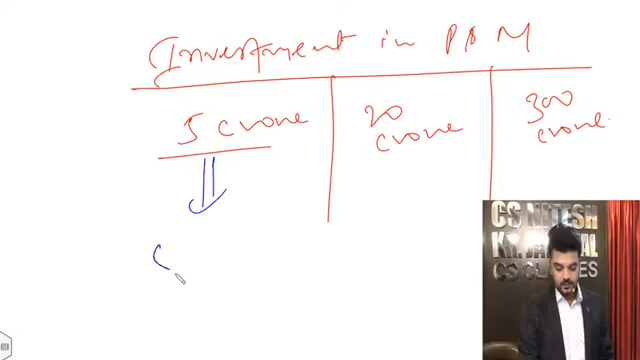 Investment in P & M
5 crore
20
crore
300
crore
CS NITESH
CS CLASSES